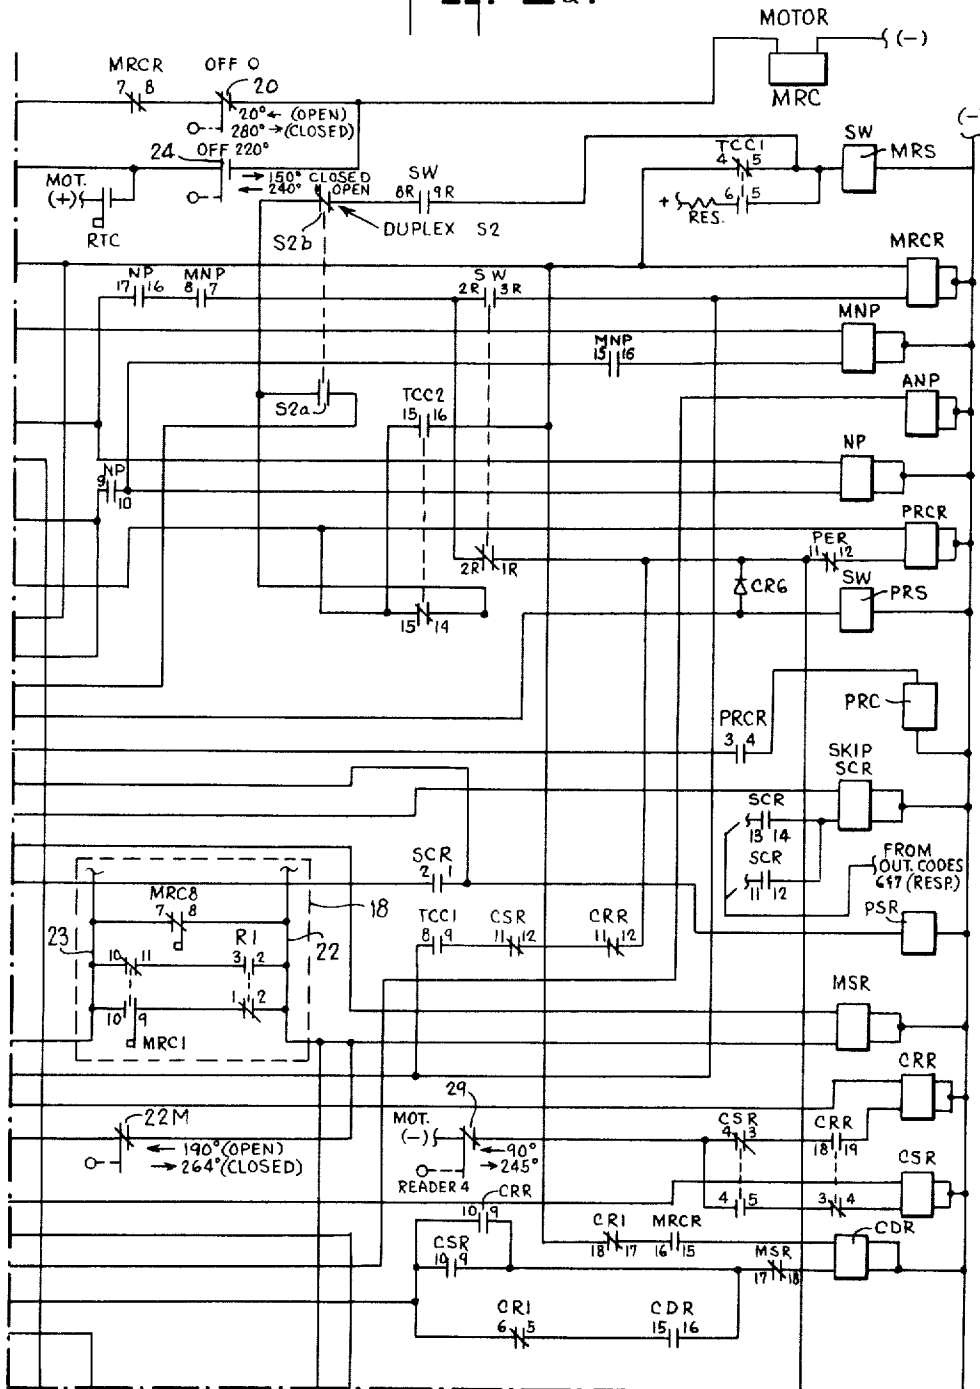 MOTOR
(-)
MRC
MRCR
7 8
OFF 0
20
20° ← (OPEN)
280° → (CLOSED)
24
OFF 220°
→ 150° CLOSED
← 240° OPEN
MOT.
(+)
RTC
S2b
DUPLEX S2
SW
8R 9R
TCC1
4 5
+
RES.
6 5
SW
MRS
(-)
MRCR
NP
17 16
MNP
8 7
SW
2R 3R
MNP
MNP
15 16
S2a
TCC2
15 16
ANP
NP
NP
9
10
PRCR
PER
11 12
2R 1R
CR6
SW
PRS
15 14
PRC
PRCR
3 4
SKIP
SCR
SCR
13 14
SCR
11 12
FROM
OUT. CODES
6Y7 (RESP.)
SCR
2 1
PSR
MRC8
7 8
18
23
22
R1
10 11
3 2
10 9
1 2
MRC1
TCC1
8 9
CSR
11 12
CRR
11 12
MSR
CRR
22M
← 190° (OPEN)
→ 264° (CLOSED)
MOT.
(-)
29
← 90°
→ 245°
READER 4
CSR
4 3
CRR
18 19
CSR
4 5
3 4
CRR
10 9
CSR
10 9
CR1
18 17
MRCR
16 15
CDR
MSR
17 18
CR1
6 5
CDR
15 16